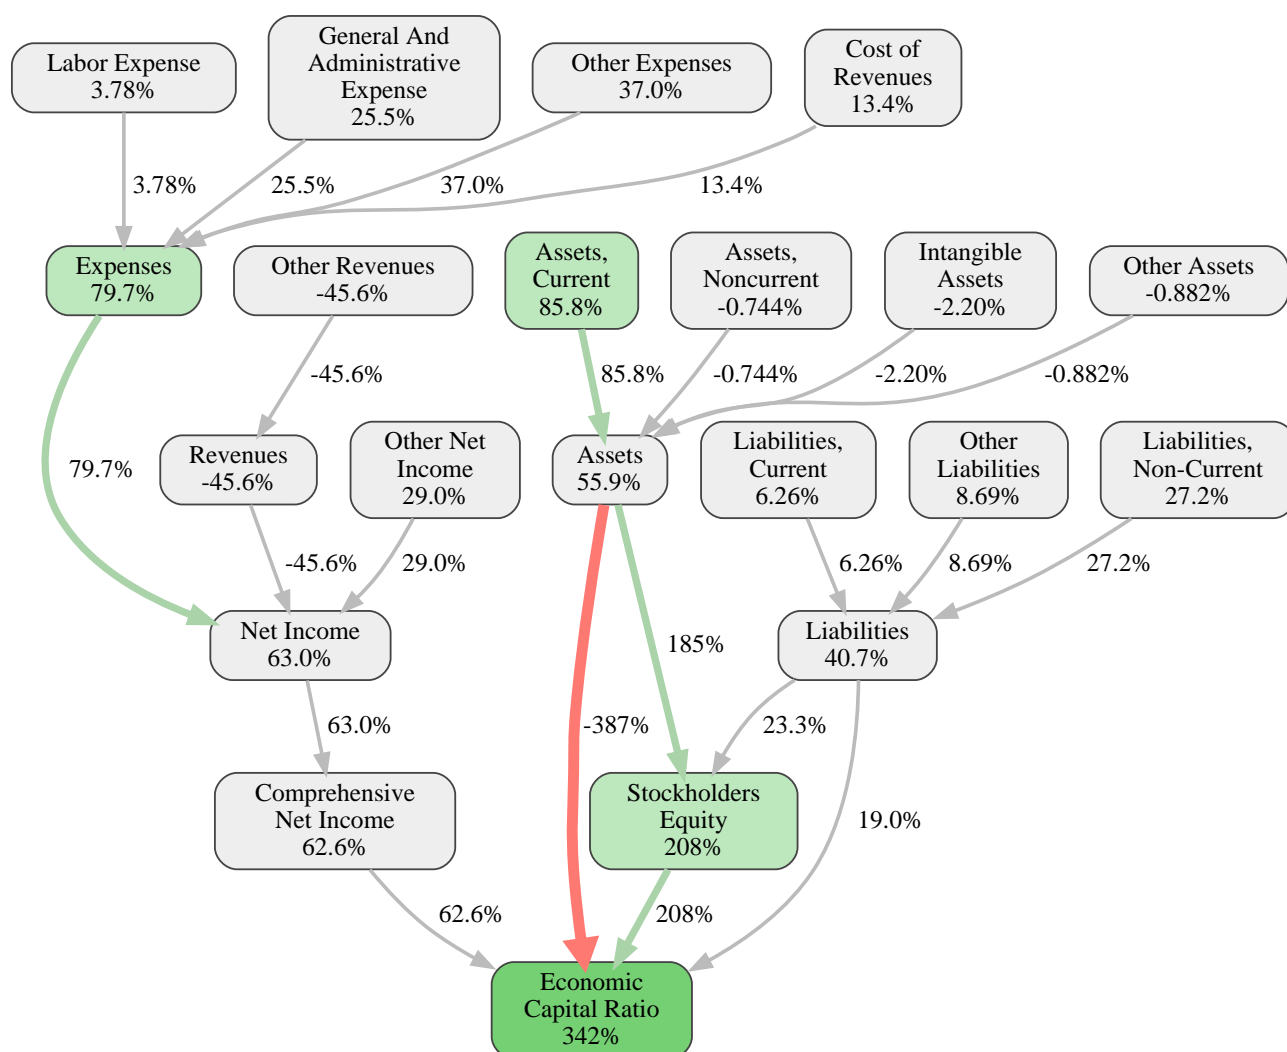 Labor Expense
3.78%
General And
Administrative
Expense
25.5%
Other Expenses
37.0%
Cost of
Revenues
13.4%
3.78%
25.5%
37.0%
13.4%
Expenses
79.7%
Other Revenues
-45.6%
Assets,
Current
85.8%
Assets,
Noncurrent
-0.744%
Intangible
Assets
-2.20%
Other Assets
-0.882%
-45.6%
85.8%
-0.744%
-2.20%
-0.882%
79.7%
Revenues
-45.6%
Other Net
Income
29.0%
Assets
55.9%
Liabilities,
Current
6.26%
Other
Liabilities
8.69%
Liabilities,
Non-Current
27.2%
-45.6%
29.0%
6.26%
8.69%
27.2%
Net Income
63.0%
185%
Liabilities
40.7%
63.0%
-387%
23.3%
Comprehensive
Net Income
62.6%
Stockholders
Equity
208%
19.0%
62.6%
208%
Economic
Capital Ratio
342%